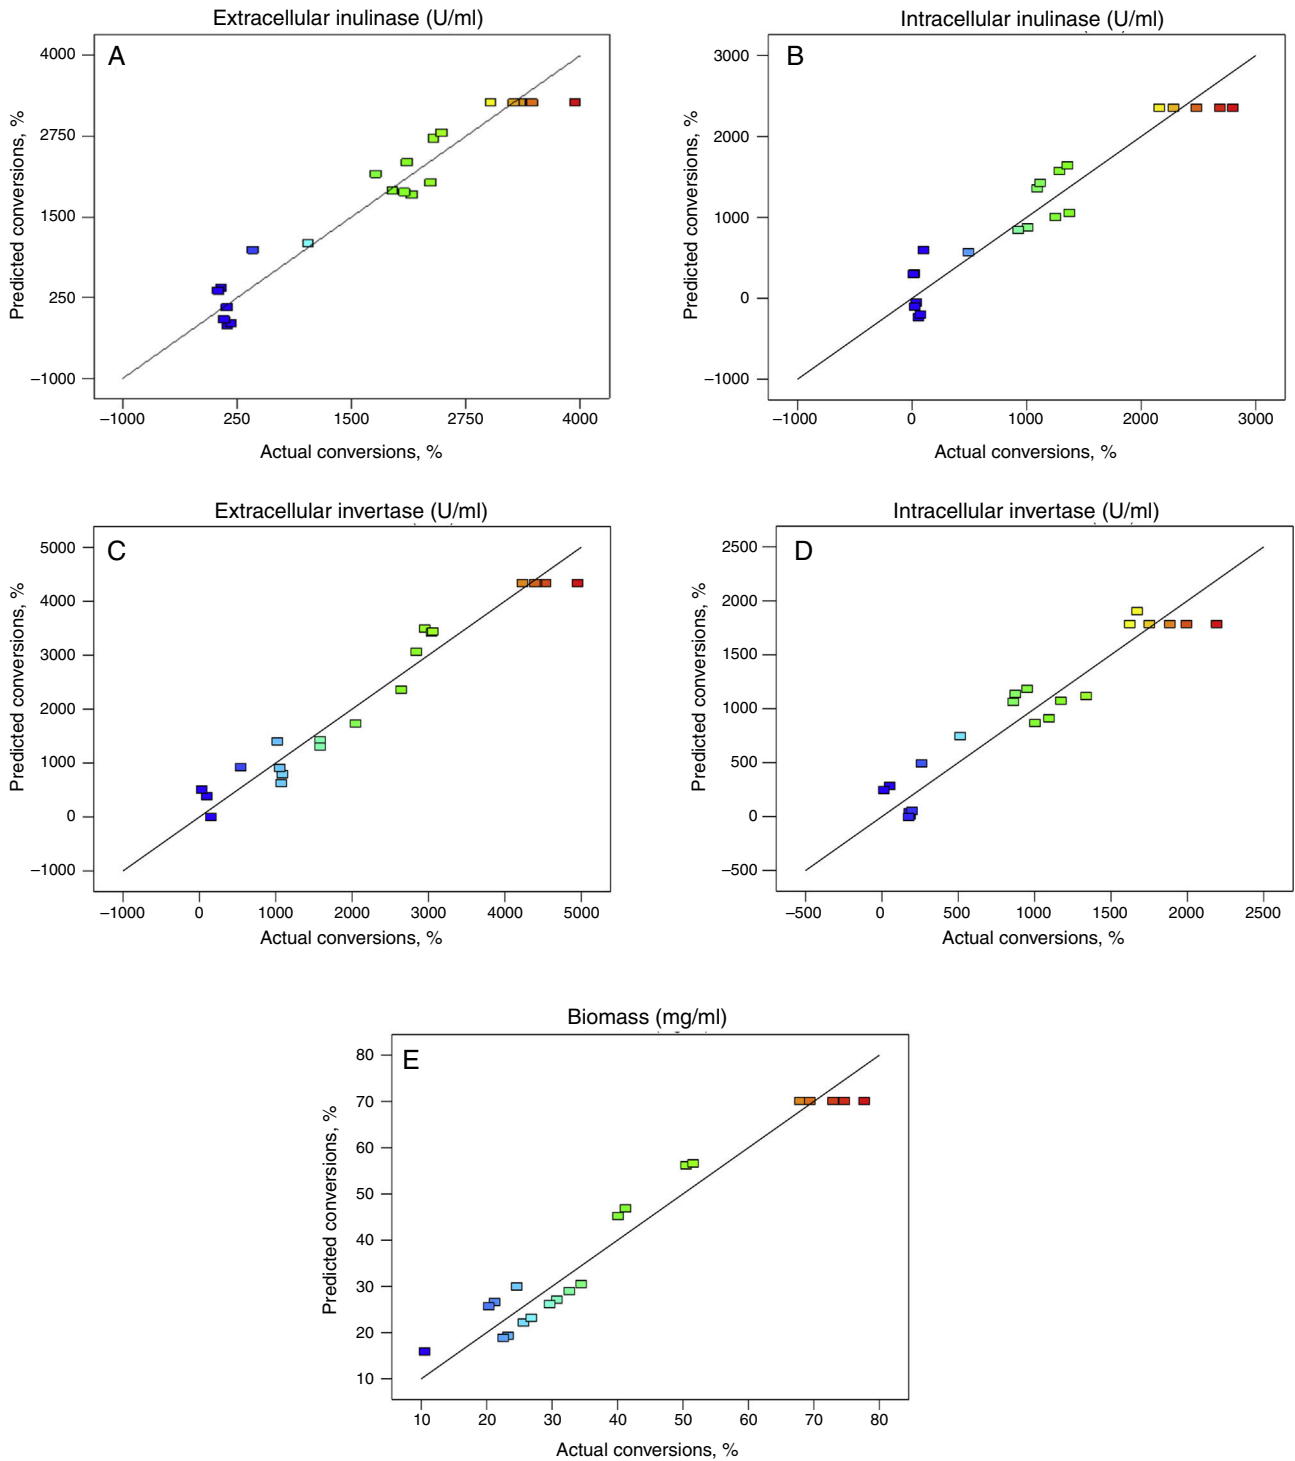 Extracellular inulinase (U/ml)
A
Predicted conversions, %
4000
2750
1500
250
–1000
–1000 250 1500 2750 4000
Actual conversions, %
Intracellular inulinase (U/ml)
B
Predicted conversions, %
3000
2000
1000
0
–1000
–1000 0 1000 2000 3000
Actual conversions, %
Extracellular invertase (U/ml)
C
Predicted conversions, %
5000
4000
3000
2000
1000
0
–1000
–1000 0 1000 2000 3000 4000 5000
Actual conversions, %
Intracellular invertase (U/ml)
D
Predicted conversions, %
2500
2000
1500
1000
500
0
–500
–500 0 500 1000 1500 2000 2500
Actual conversions, %
Biomass (mg/ml)
E
Predicted conversions, %
80
70
60
50
40
30
20
10
10 20 30 40 50 60 70 80
Actual conversions, %